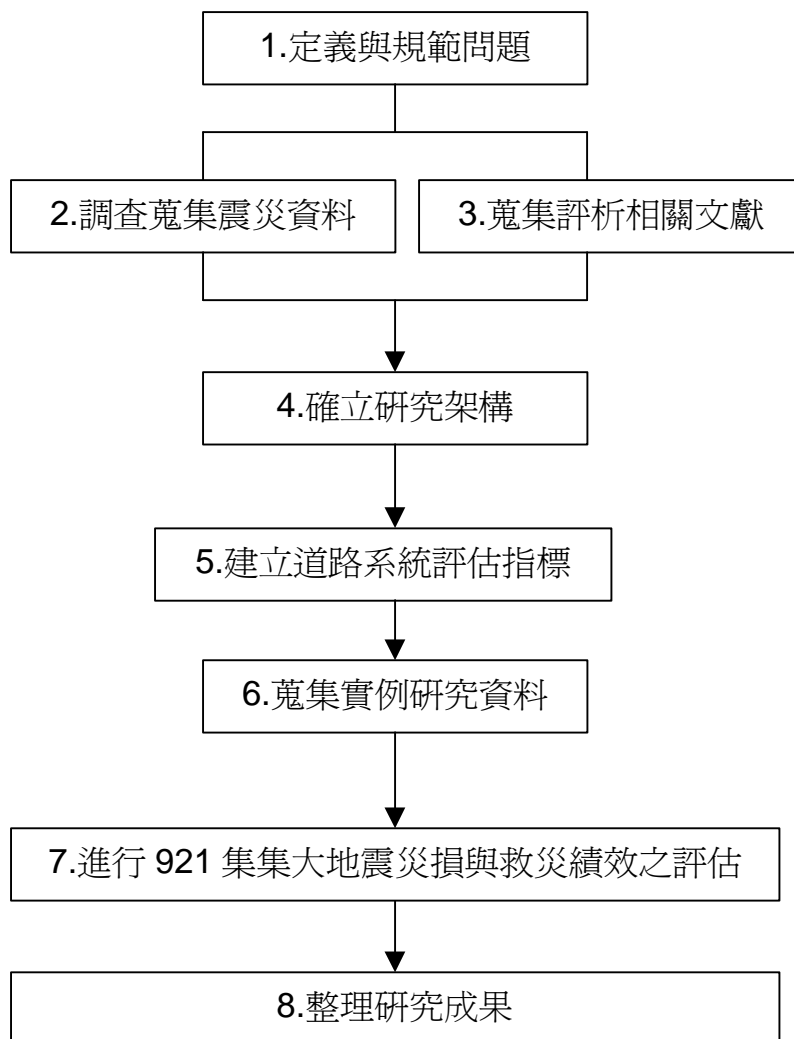 1.定義與規範問題
2.調查蒐集震災資料
3.蒐集評析相關文獻
4.確立研究架構
5.建立道路系統評估指標
6.蒐集實例研究資料
7.進行 921 集集大地震災損與救災績效之評估
8.整理研究成果